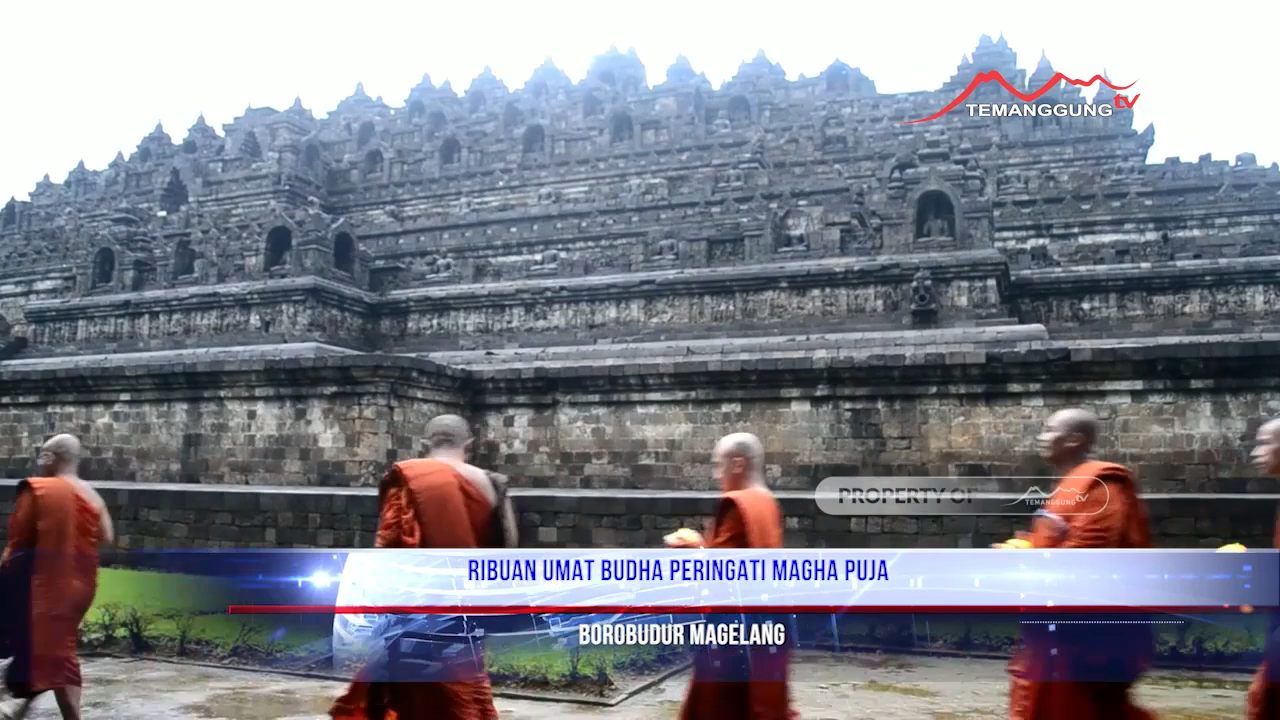 TEMANGGUNG tv
PROPERTY OF TEMANGGUNG tv
RIBUAN UMAT BUDHA PERINGATI MAGHA PUJA
BOROBUDUR MAGELANG